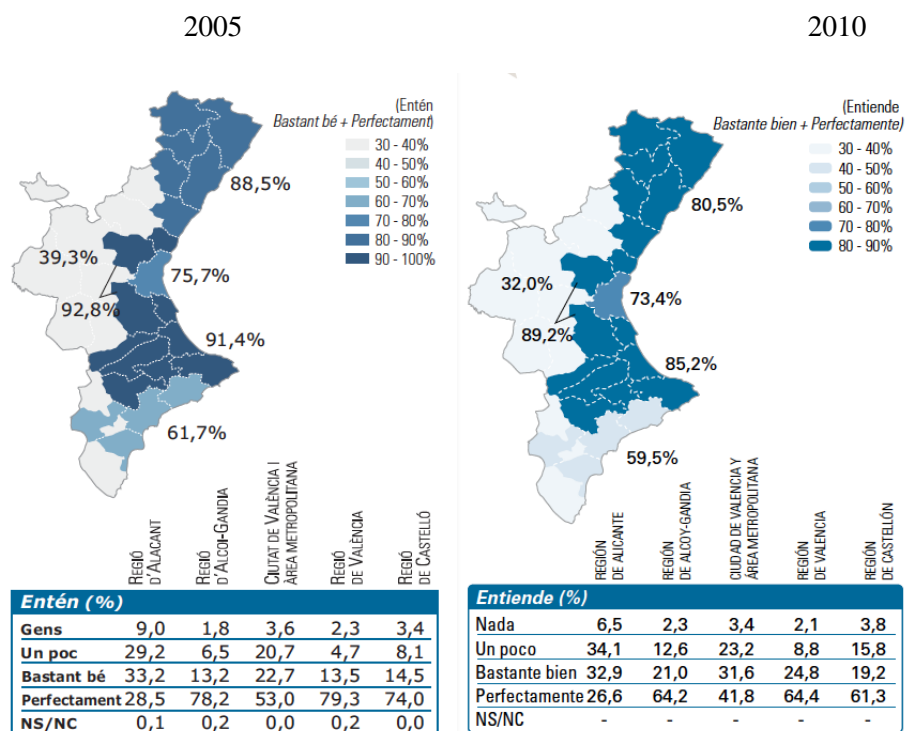 2005
2010
(Entén
Bastant bé + Perfectament)
30 - 40%
40 - 50%
50 - 60%
60 - 70%
70 - 80%
80 - 90%
90 - 100%
88,5%
39,3%
75,7%
92,8%
91,4%
61,7%
(Entiende
Bastante bien + Perfectamente)
30 - 40%
40 - 50%
50 - 60%
60 - 70%
70 - 80%
80 - 90%
80,5%
32,0%
73,4%
89,2%
85,2%
59,5%
REGIÓ
D'ALACANT
REGIÓ
D'ALCOI-GANDIA
CIUTAT DE VALÈNCIA I
ÀREA METROPOLITANA
REGIÓ
DE VALÈNCIA
REGIÓ
DE CASTELLÓ
Entén (%)
Gens 9,0 1,8 3,6 2,3 3,4
Un poc 29,2 6,5 20,7 4,7 8,1
Bastant bé 33,2 13,2 22,7 13,5 14,5
Perfectament 28,5 78,2 53,0 79,3 74,0
NS/NC 0,1 0,2 0,0 0,2 0,0
REGIÓN
DE ALICANTE
REGIÓN
DE ALCOY-GANDIA
CIUDAD DE VALENCIA Y
ÁREA METROPOLITANA
REGIÓN
DE VALENCIA
REGIÓN
DE CASTELLÓN
Entiende (%)
Nada 6,5 2,3 3,4 2,1 3,8
Un poco 34,1 12,6 23,2 8,8 15,8
Bastante bien 32,9 21,0 31,6 24,8 19,2
Perfectamente 26,6 64,2 41,8 64,4 61,3
NS/NC - - - - -